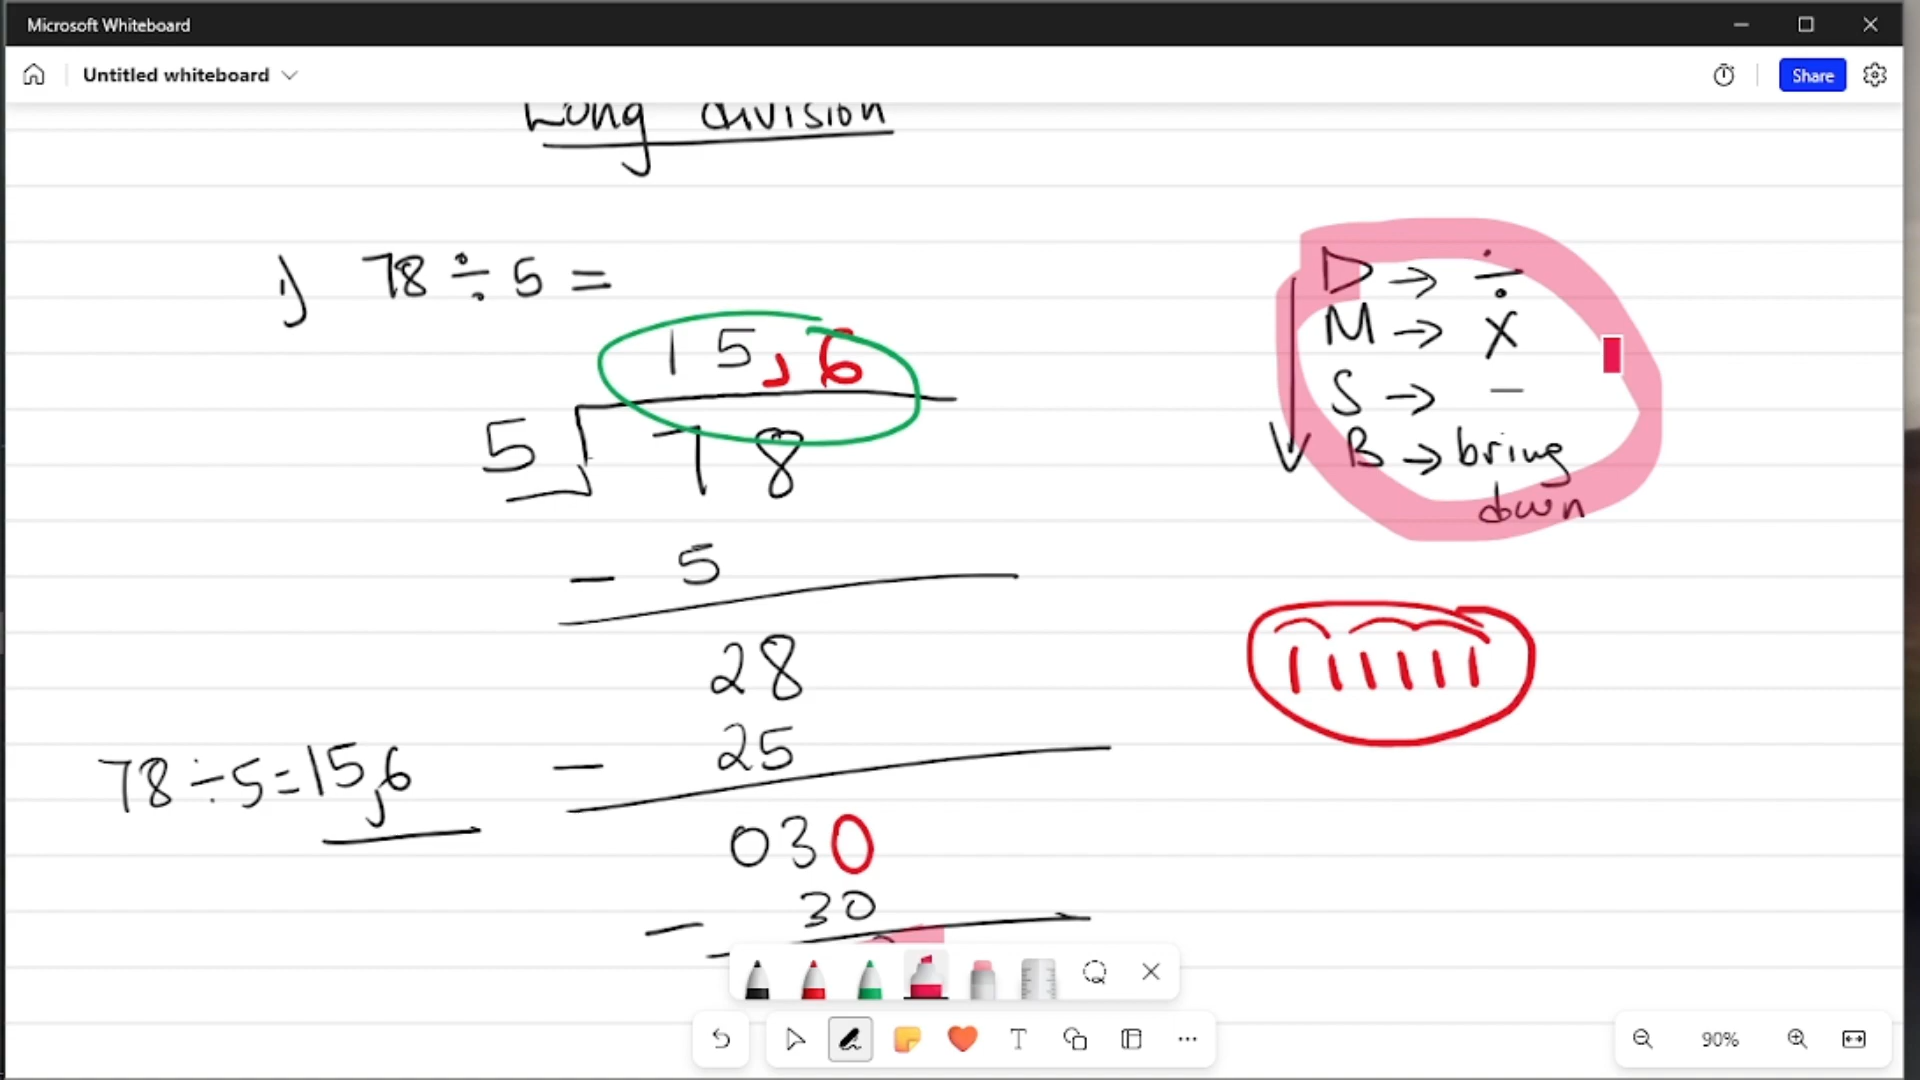 Microsoft Whiteboard
Untitled whiteboard
Share
Long division
1) 78 ÷ 5 =
15,6
5 78
- 5
28
- 25
030
- 30
78÷5=15,6
D → ÷
M → X
S → –
B → bring
down
T
90%